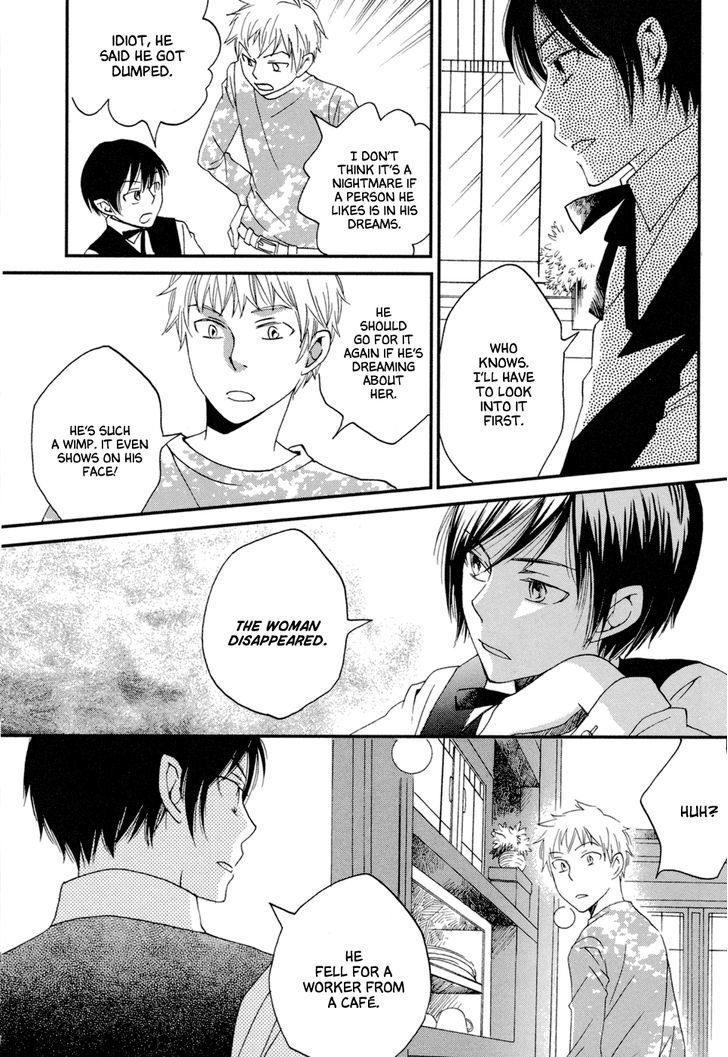 WHO
KNOWS.
I'LL HAVE
TO LOOK
INTO IT
FIRST.
I DON'T
THINK IT'S A
NIGHTMARE IF
A PERSON HE
LIKES IS IN HIS
DREAMS.
IDIOT, HE
SAID HE GOT
DUMPED.
HE
SHOULD
GO FOR IT
AGAIN IF HE'S
DREAMING
ABOUT
HER.
HE'S SUCH
A WIMP. IT EVEN
SHOWS ON HIS
FACE!
THE WOMAN
DISAPPEARED.
HUH?
HE
FELL FOR A
WORKER FROM
A CAFÉ.